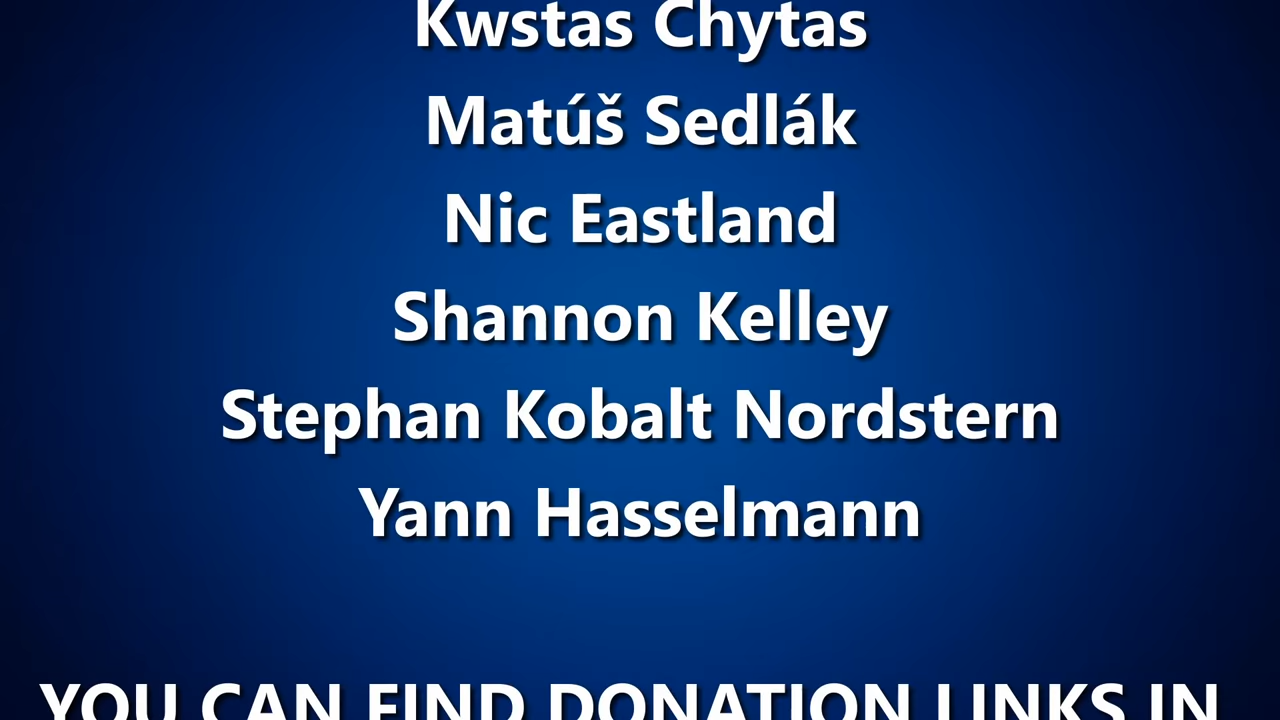 Kwstas Chytas
Matúš Sedlák
Nic Eastland
Shannon Kelley
Stephan Kobalt Nordstern
Yann Hasselmann
YOU CAN FIND DONATION LINKS IN